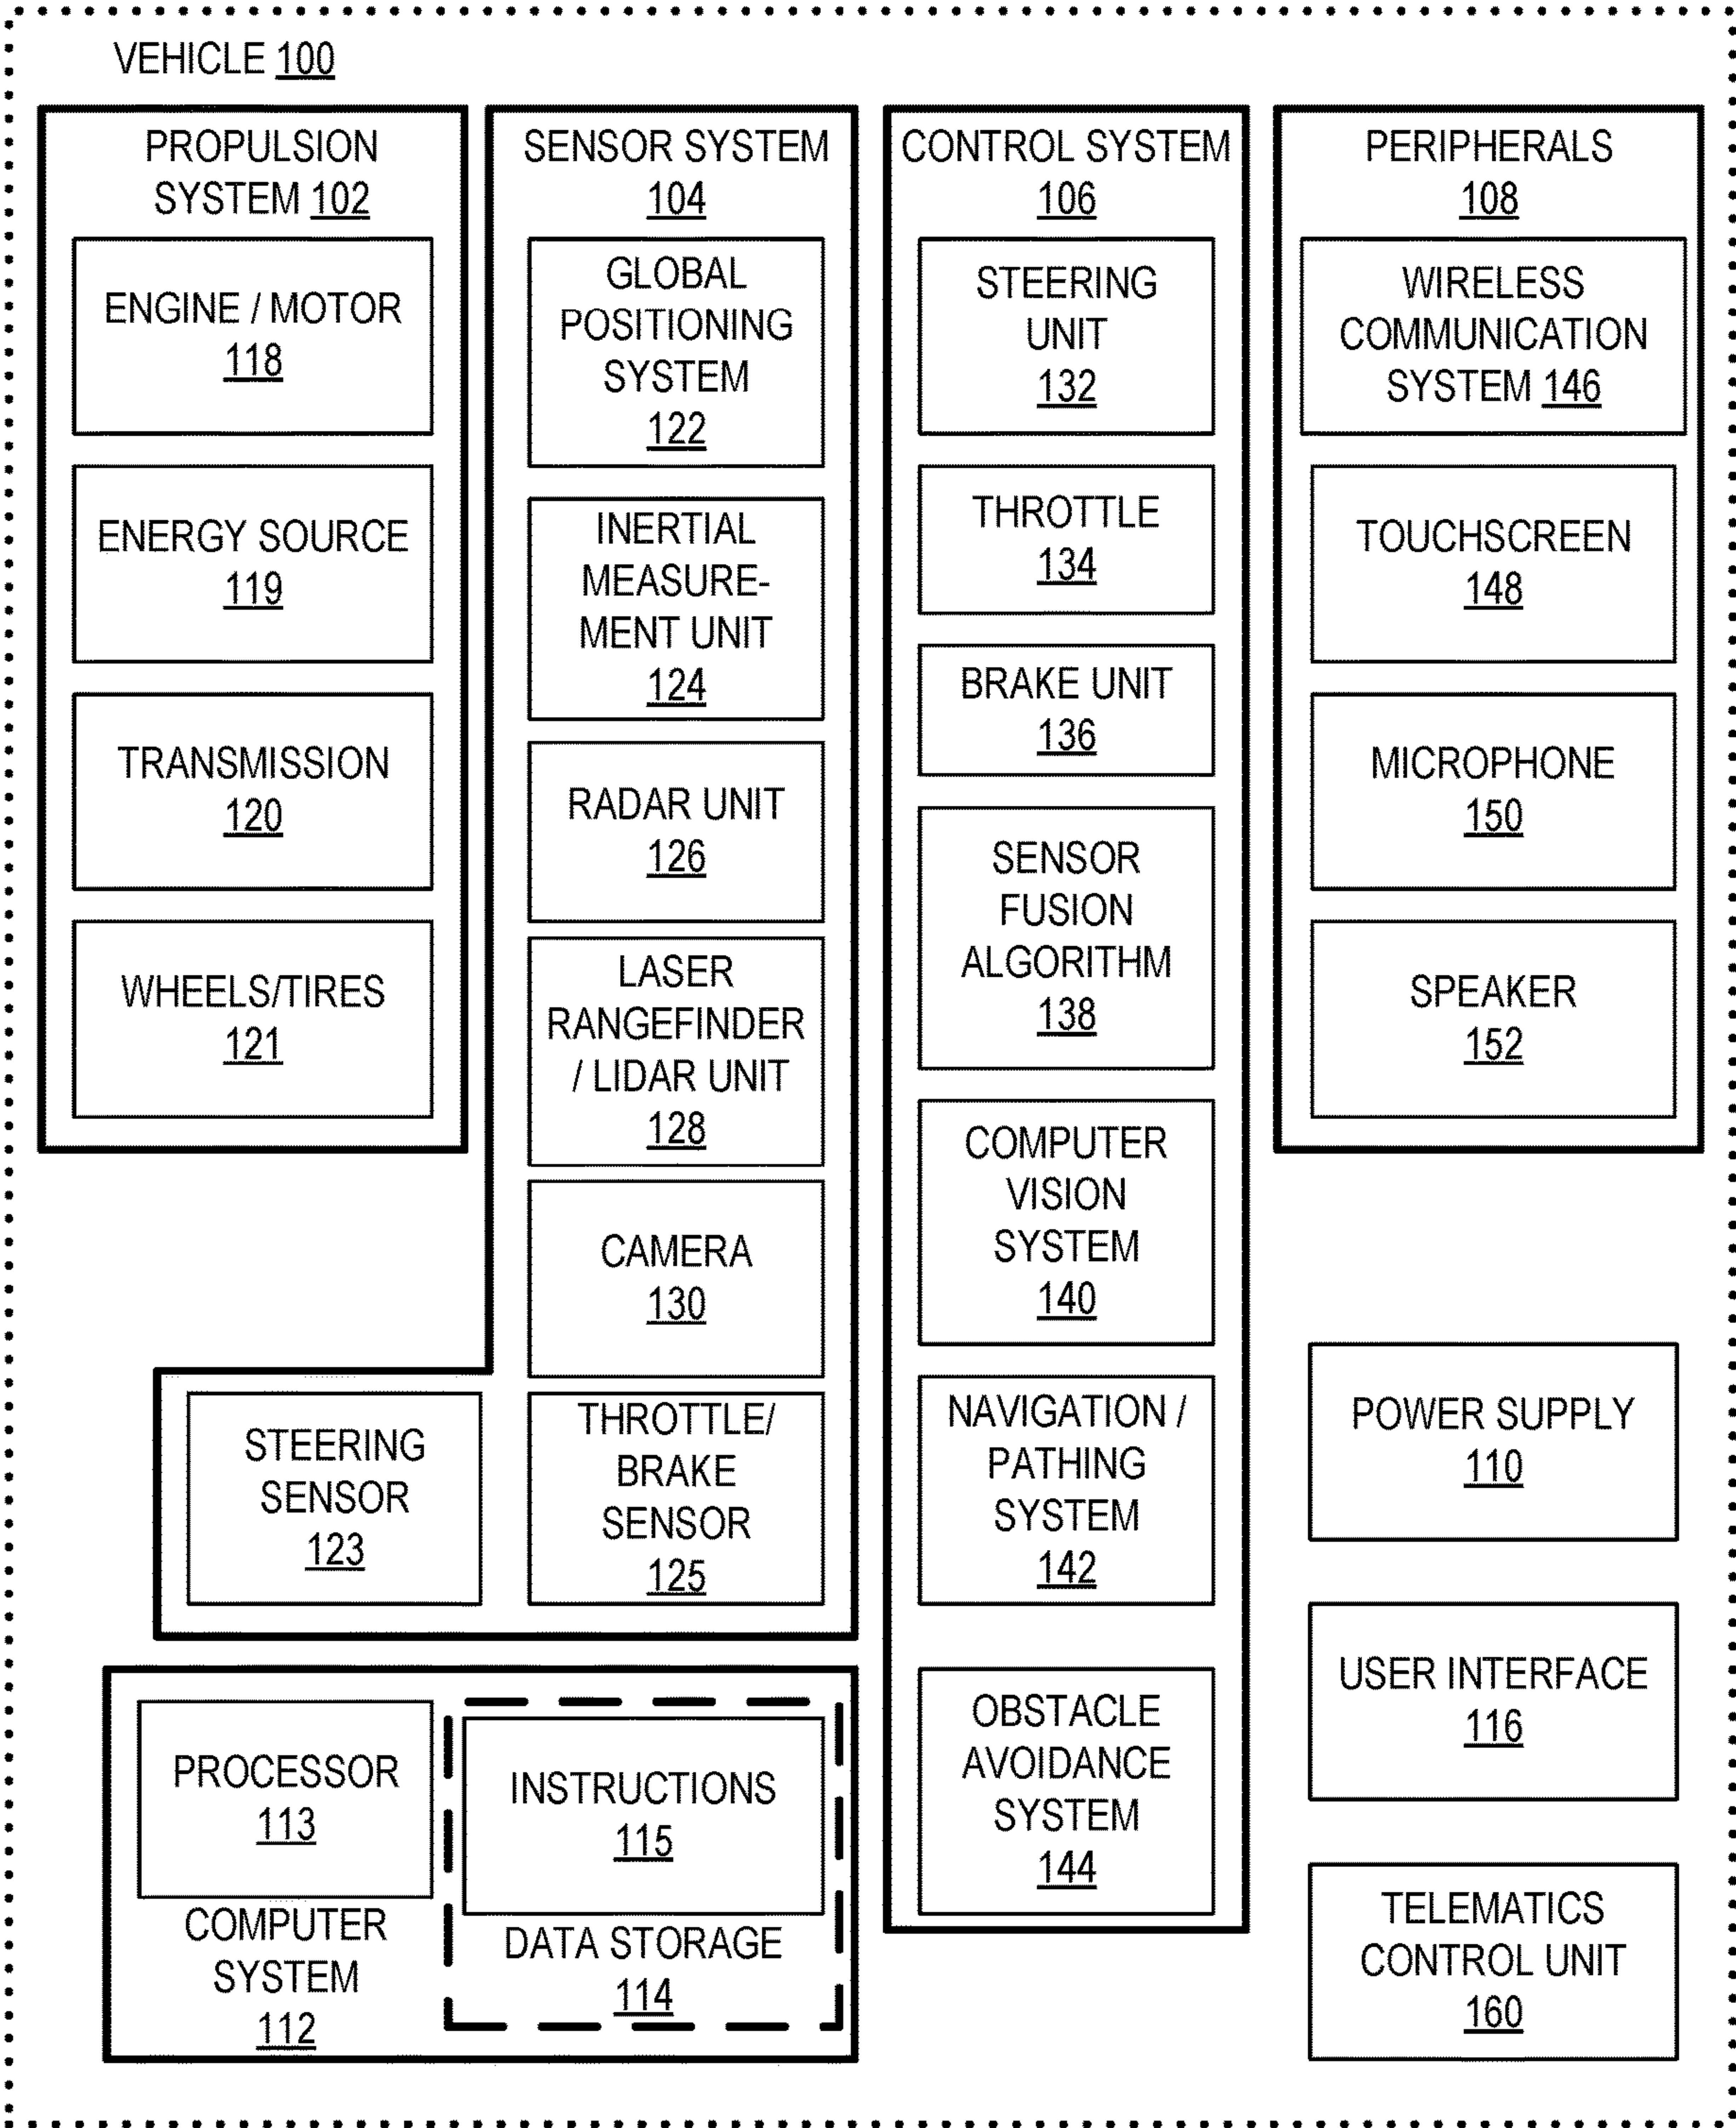 VEHICLE 100
PROPULSION
SYSTEM 102
ENGINE / MOTOR
118
ENERGY SOURCE
119
TRANSMISSION
120
WHEELS/TIRES
121
SENSOR SYSTEM
104
GLOBAL
POSITIONING
SYSTEM
122
INERTIAL
MEASURE-
MENT UNIT
124
RADAR UNIT
126
LASER
RANGEFINDER
/ LIDAR UNIT
128
CAMERA
130
STEERING
SENSOR
123
THROTTLE/
BRAKE
SENSOR
125
CONTROL SYSTEM
106
STEERING
UNIT
132
THROTTLE
134
BRAKE UNIT
136
SENSOR
FUSION
ALGORITHM
138
COMPUTER
VISION
SYSTEM
140
NAVIGATION /
PATHING
SYSTEM
142
OBSTACLE
AVOIDANCE
SYSTEM
144
PERIPHERALS
108
WIRELESS
COMMUNICATION
SYSTEM 146
TOUCHSCREEN
148
MICROPHONE
150
SPEAKER
152
PROCESSOR
113
COMPUTER
SYSTEM
112
INSTRUCTIONS
115
DATA STORAGE
114
POWER SUPPLY
110
USER INTERFACE
116
TELEMATICS
CONTROL UNIT
160